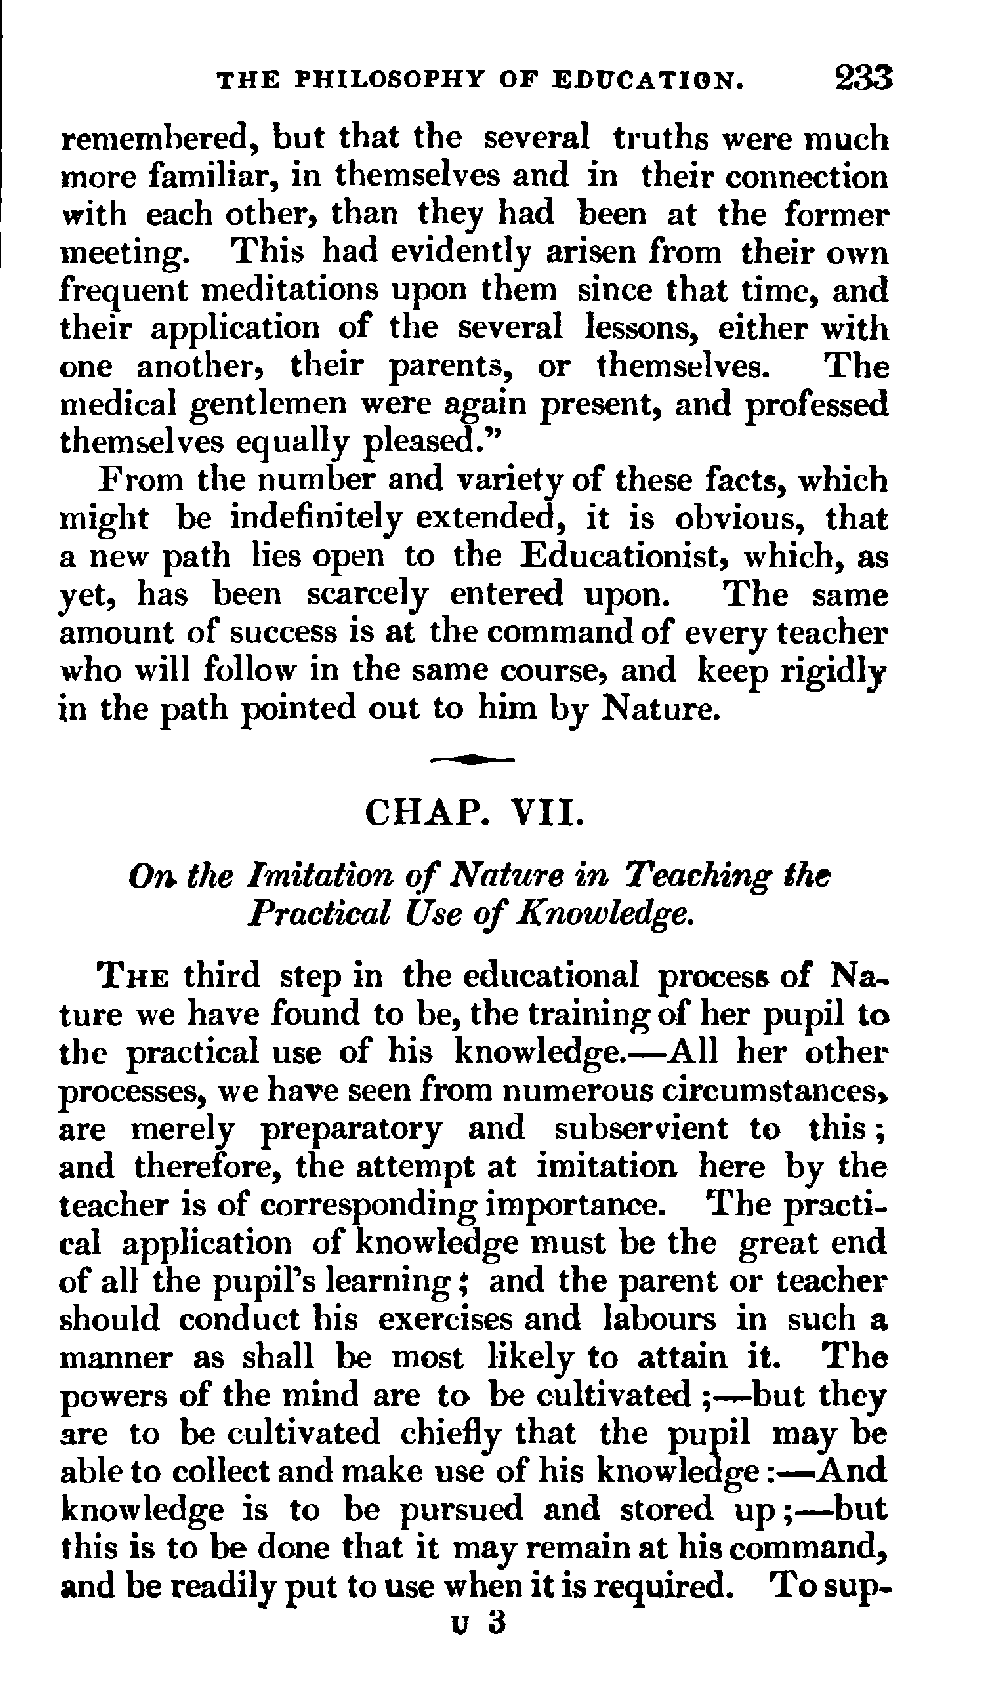 THE PHILOSOPHY OF EDUCATION. 233
remembered, but that the several truths were much
more familiar, in themselves and in their connection
with each other, than they had been at the former
meeting. This had evidently arisen from their own
frequent meditations upon them since that time, and
their application of the several lessons, either with
one another, their parents, or themselves. The
medical gentlemen were again present, and professed
themselves equally pleased."
From the number and variety of these facts, which
might be indefinitely extended, it is obvious, that
a new path lies open to the Educationist, which, as
yet, has been scarcely entered upon. The same
amount of success is at the command of every teacher
who will follow in the same course, and keep rigidly
in the path pointed out to him by Nature.
CHAP. VII.
On the Imitation of Nature in Teaching the
Practical Use of Knowledge.
THE third step in the educational process of Na-
ture we have found to be, the training of her pupil to
the practical use of his knowledge.—All her other
processes, we have seen from numerous circumstances,
are merely preparatory and subservient to this;
and therefore, the attempt at imitation here by the
teacher is of corresponding importance. The practi-
cal application of knowledge must be the great end
of all the pupil's learning; and the parent or teacher
should conduct his exercises and labours in such a
manner as shall be most likely to attain it. The
powers of the mind are to be cultivated;—but they
are to be cultivated chiefly that the pupil may be
able to collect and make use of his knowledge:—And
knowledge is to be pursued and stored up;—but
this is to be done that it may remain at his command,
and be readily put to use when it is required. To sup-
U 3